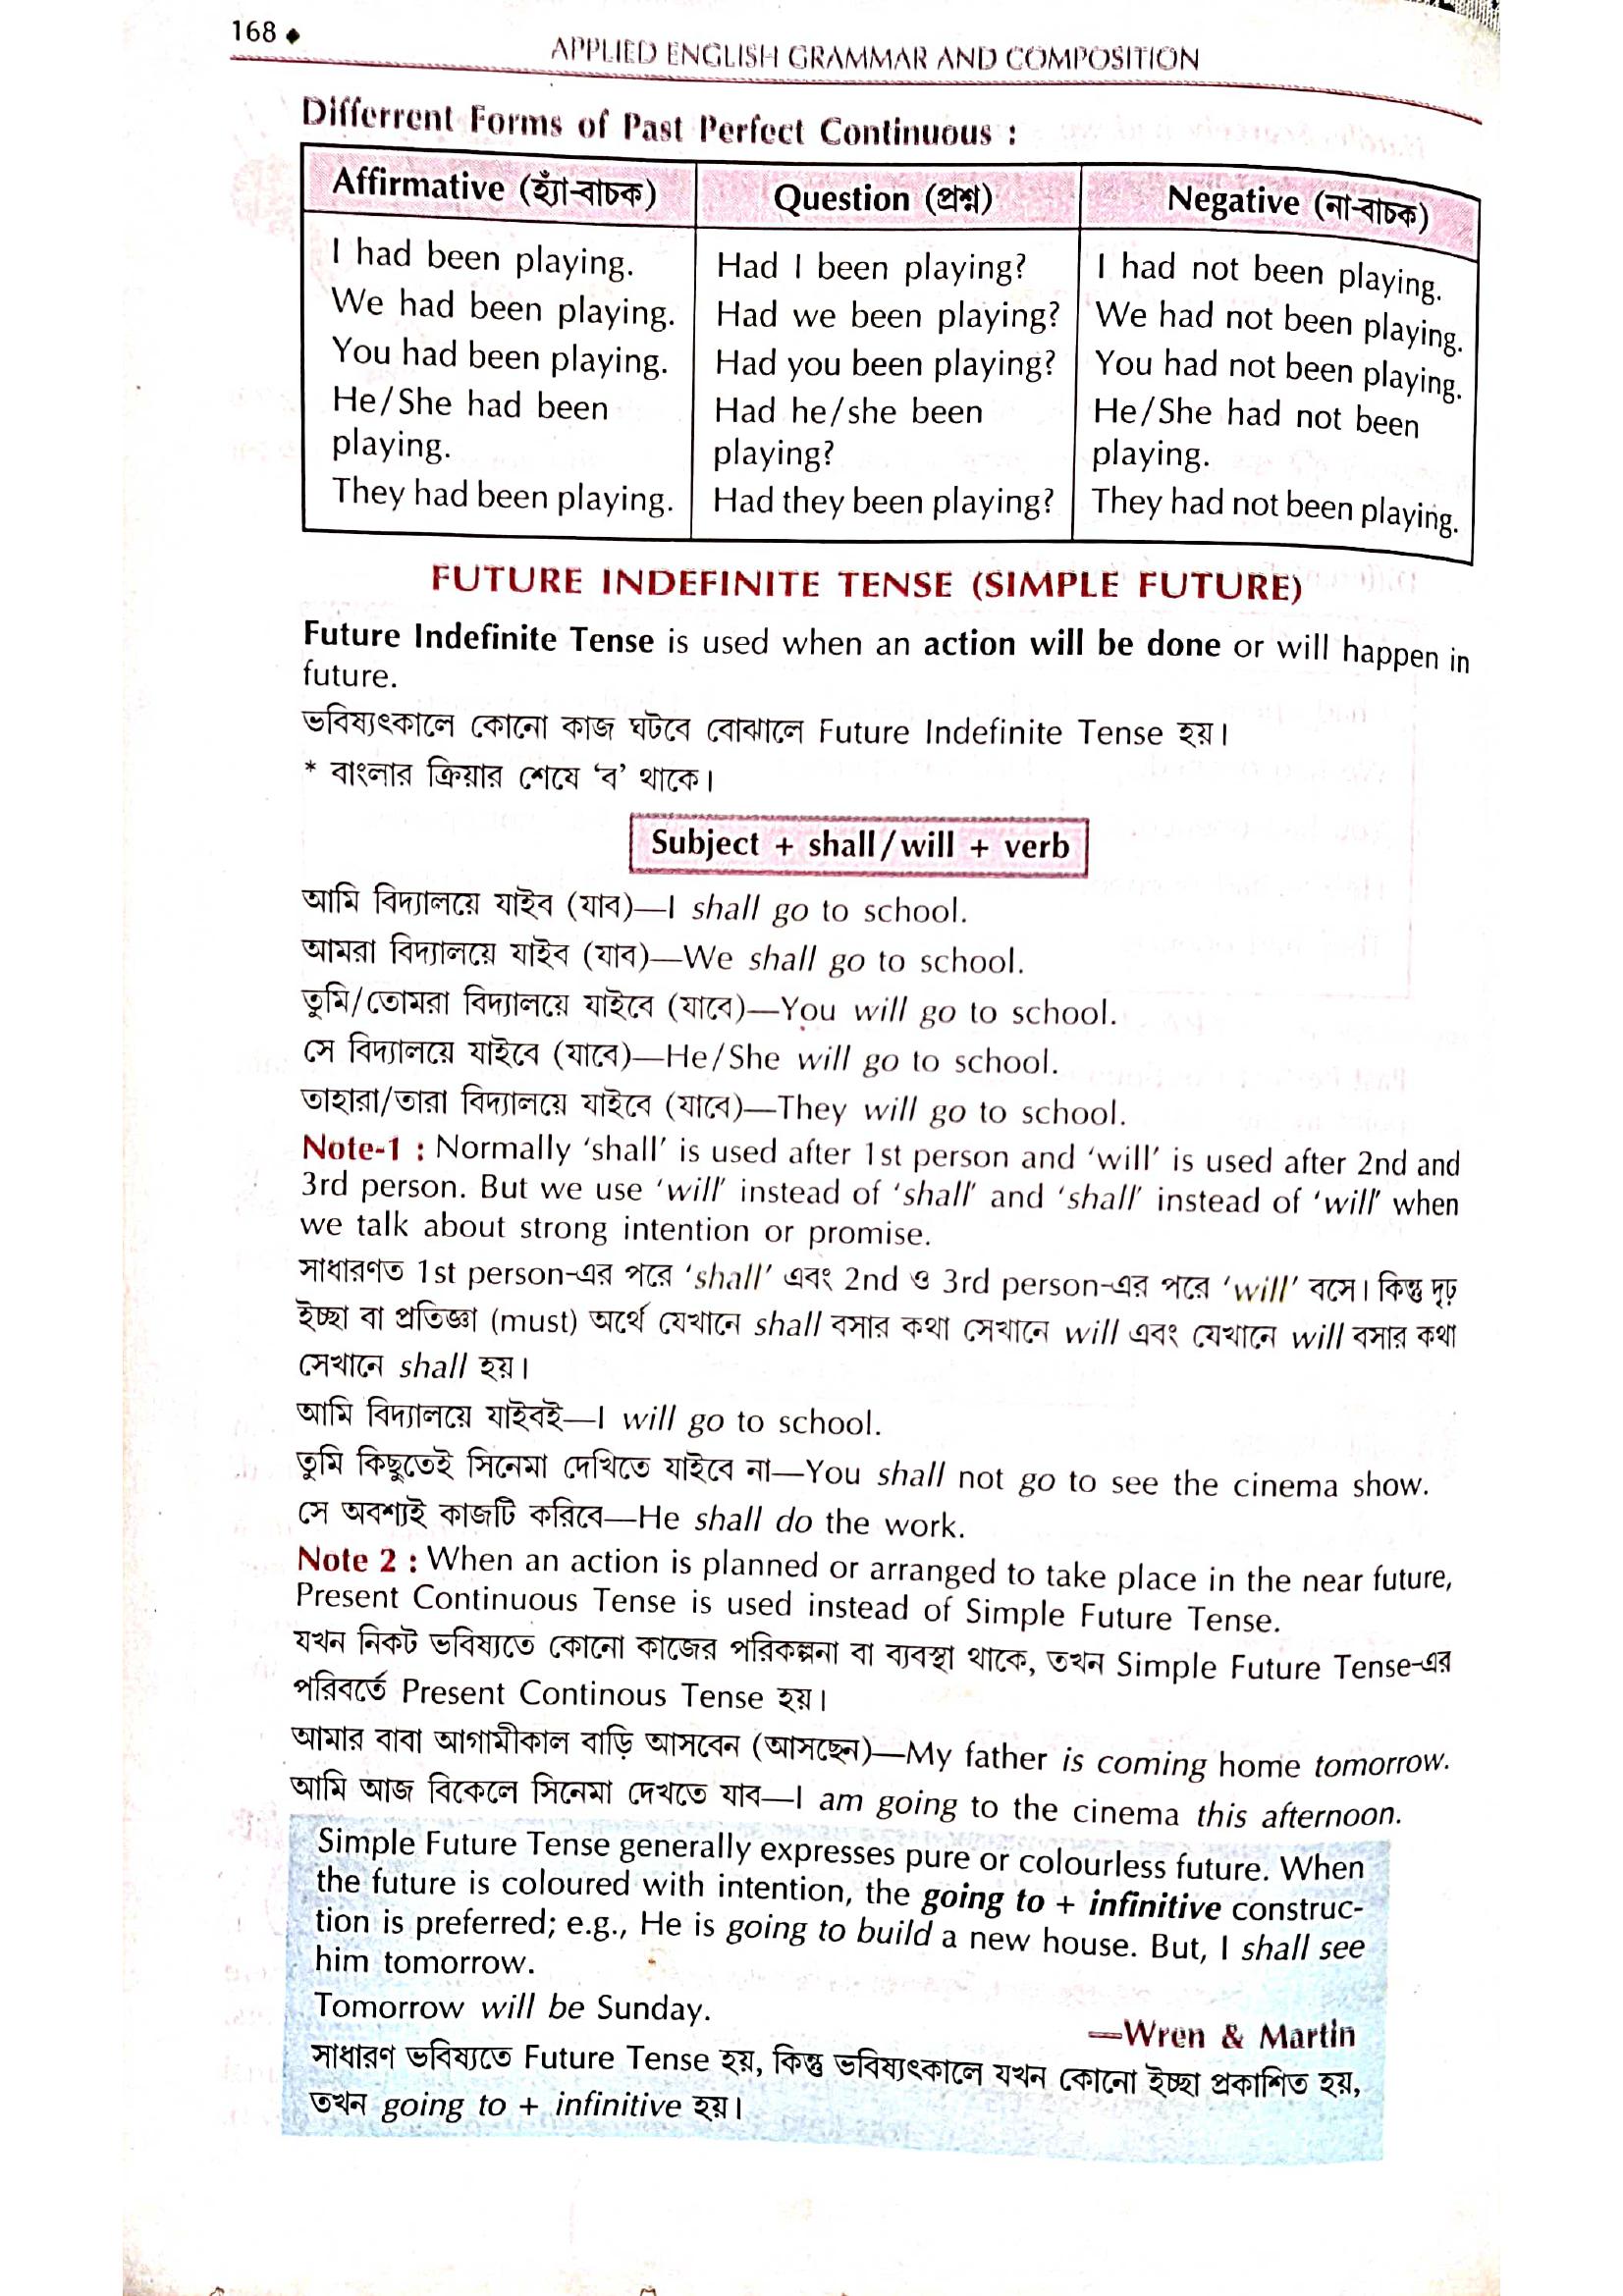 168 ◆
APPLIED ENGLISH GRAMMAR AND COMPOSITION
Differrent Forms of Past Perfect Continuous :
Affirmative (হ্যাঁ-বাচক) Question (প্রশ্ন) Negative (না-বাচক)
I had been playing. Had I been playing? I had not been playing.
We had been playing. Had we been playing? We had not been playing.
You had been playing. Had you been playing? You had not been playing.
He/She had been Had he/she been He/She had not been
playing. playing? playing.
They had been playing. Had they been playing? They had not been playing.
FUTURE INDEFINITE TENSE (SIMPLE FUTURE)
Future Indefinite Tense is used when an action will be done or will happen in
future.
ভবিষ্যৎকালে কোনো কাজ ঘটবে বোঝালে Future Indefinite Tense হয়।
* বাংলার ক্রিয়ার শেষে ‘ব’ থাকে।
Subject + shall/will + verb
আমি বিদ্যালয়ে যাইব (যাব)—I shall go to school.
আমরা বিদ্যালয়ে যাইব (যাব)—We shall go to school.
তুমি/তোমরা বিদ্যালয়ে যাইবে (যাবে)—You will go to school.
সে বিদ্যালয়ে যাইবে (যাবে)—He/She will go to school.
তাহারা/তারা বিদ্যালয়ে যাইবে (যাবে)—They will go to school.
Note-1 : Normally ‘shall’ is used after 1st person and ‘will’ is used after 2nd and
3rd person. But we use ‘will’ instead of ‘shall’ and ‘shall’ instead of ‘will’ when
we talk about strong intention or promise.
সাধারণত 1st person-এর পরে ‘shall’ এবং 2nd ও 3rd person-এর পরে ‘will’ বসে। কিন্তু দৃঢ়
ইচ্ছা বা প্রতিজ্ঞা (must) অর্থে যেখানে shall বসার কথা সেখানে will এবং যেখানে will বসার কথা
সেখানে shall হয়।
আমি বিদ্যালয়ে যাইবই—I will go to school.
তুমি কিছুতেই সিনেমা দেখিতে যাইবে না—You shall not go to see the cinema show.
সে অবশ্যই কাজটি করিবে—He shall do the work.
Note 2 : When an action is planned or arranged to take place in the near future,
Present Continuous Tense is used instead of Simple Future Tense.
যখন নিকট ভবিষ্যতে কোনো কাজের পরিকল্পনা বা ব্যবস্থা থাকে, তখন Simple Future Tense-এর
পরিবর্তে Present Continous Tense হয়।
আমার বাবা আগামীকাল বাড়ি আসবেন (আসছেন)—My father is coming home tomorrow.
আমি আজ বিকেলে সিনেমা দেখতে যাব—I am going to the cinema this afternoon.
Simple Future Tense generally expresses pure or colourless future. When
the future is coloured with intention, the going to + infinitive construc-
tion is preferred; e.g., He is going to build a new house. But, I shall see
him tomorrow.
Tomorrow will be Sunday.
—Wren & Martin
সাধারণ ভবিষ্যতে Future Tense হয়, কিন্তু ভবিষ্যৎকালে যখন কোনো ইচ্ছা প্রকাশিত হয়,
তখন going to + infinitive হয়।